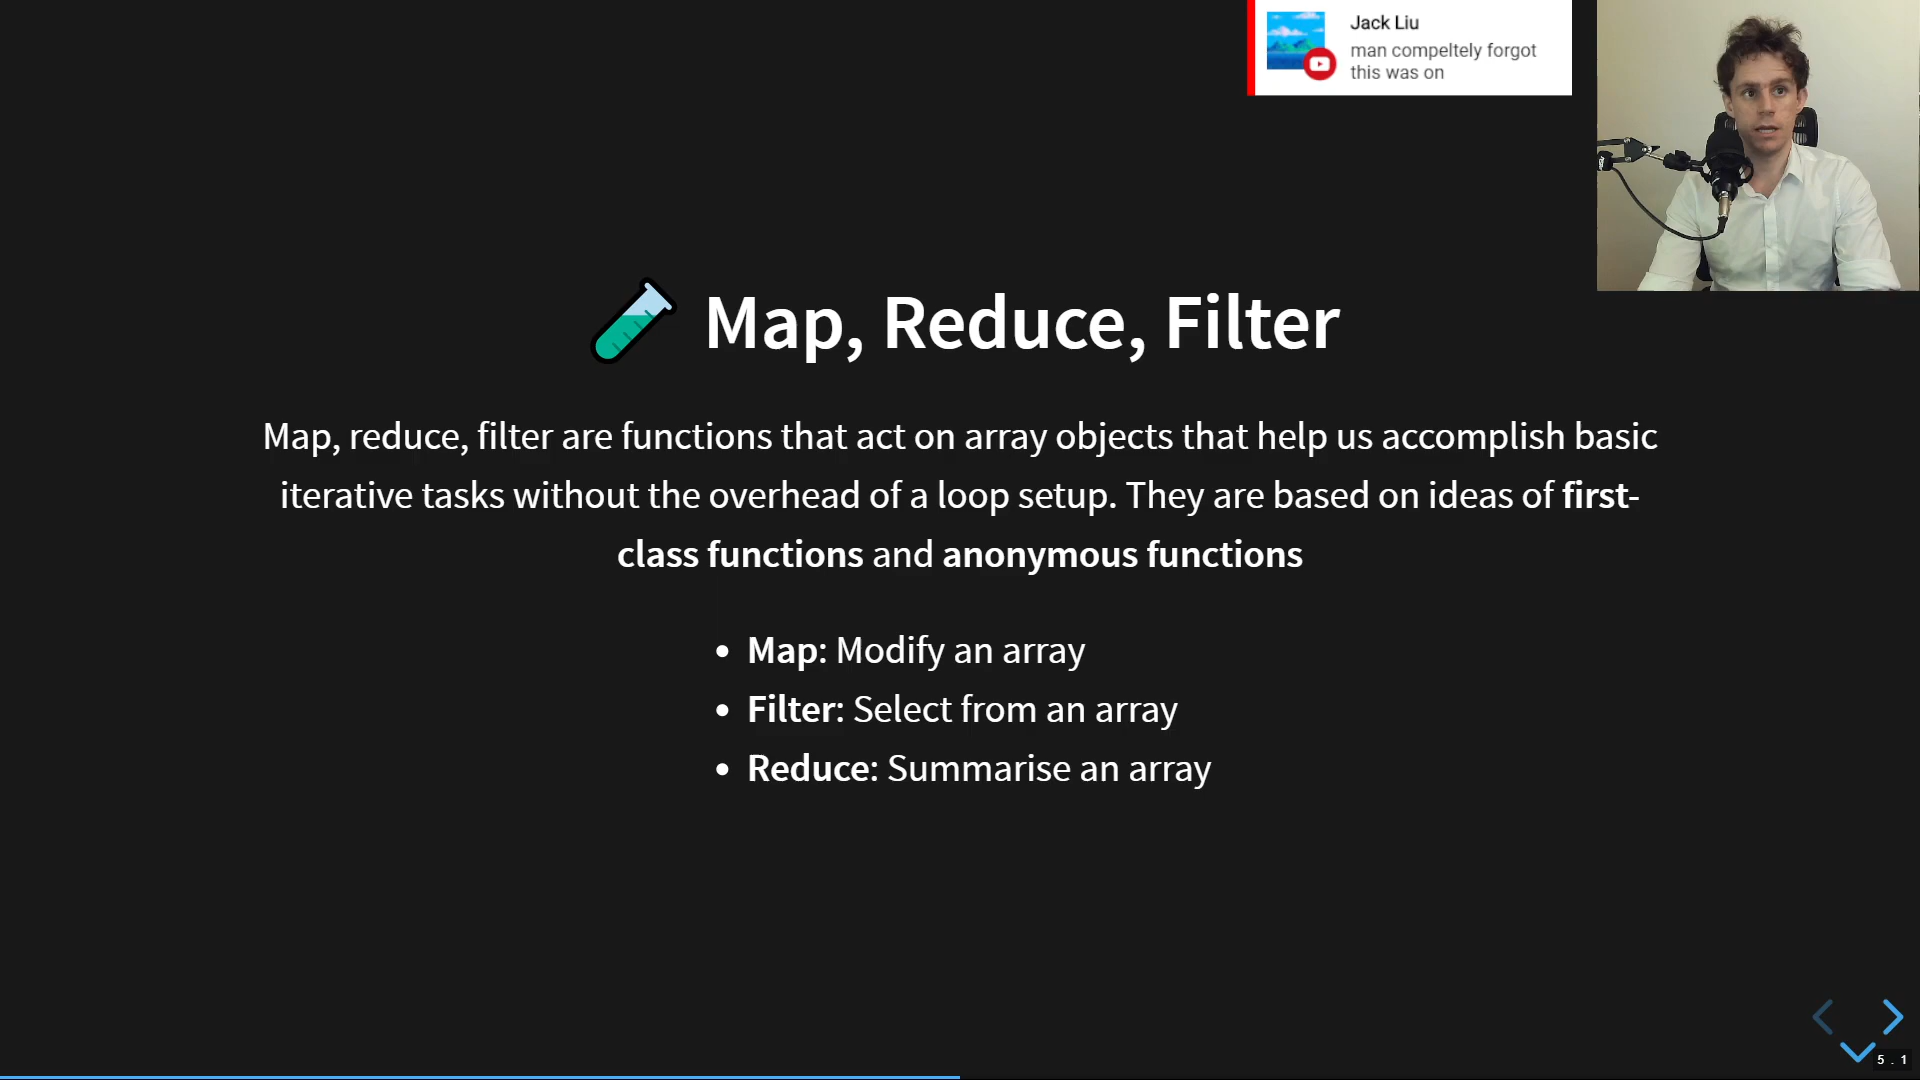 Jack Liu
man compeltely forgot
this was on
Map, Reduce, Filter
Map, reduce, filter are functions that act on array objects that help us accomplish basic
iterative tasks without the overhead of a loop setup. They are based on ideas of first-
class functions and anonymous functions
• Map: Modify an array
• Filter: Select from an array
• Reduce: Summarise an array
5 . 1